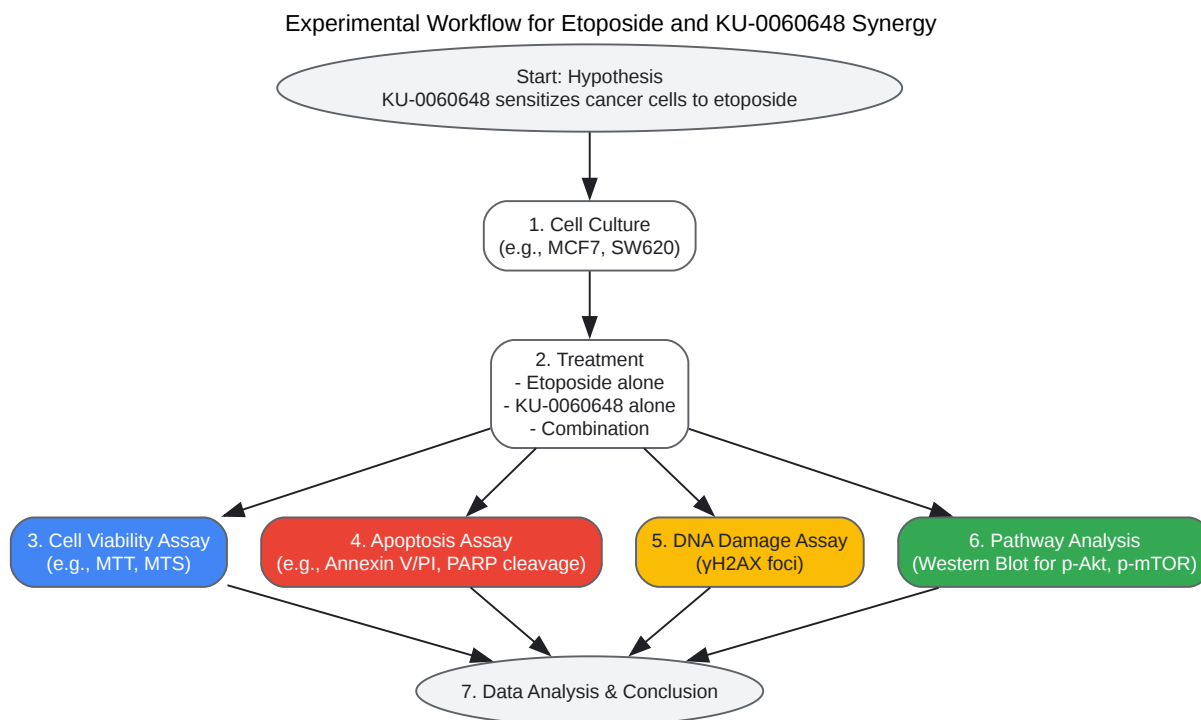 Experimental Workflow for Etoposide and KU-0060648 Synergy
Start: Hypothesis
KU-0060648 sensitizes cancer cells to etoposide
1. Cell Culture
(e.g., MCF7, SW620)
2. Treatment
- Etoposide alone
- KU-0060648 alone
- Combination
3. Cell Viability Assay
(e.g., MTT, MTS)
4. Apoptosis Assay
(e.g., Annexin V/PI, PARP cleavage)
5. DNA Damage Assay
(γH2AX foci)
6. Pathway Analysis
(Western Blot for p-Akt, p-mTOR)
7. Data Analysis & Conclusion